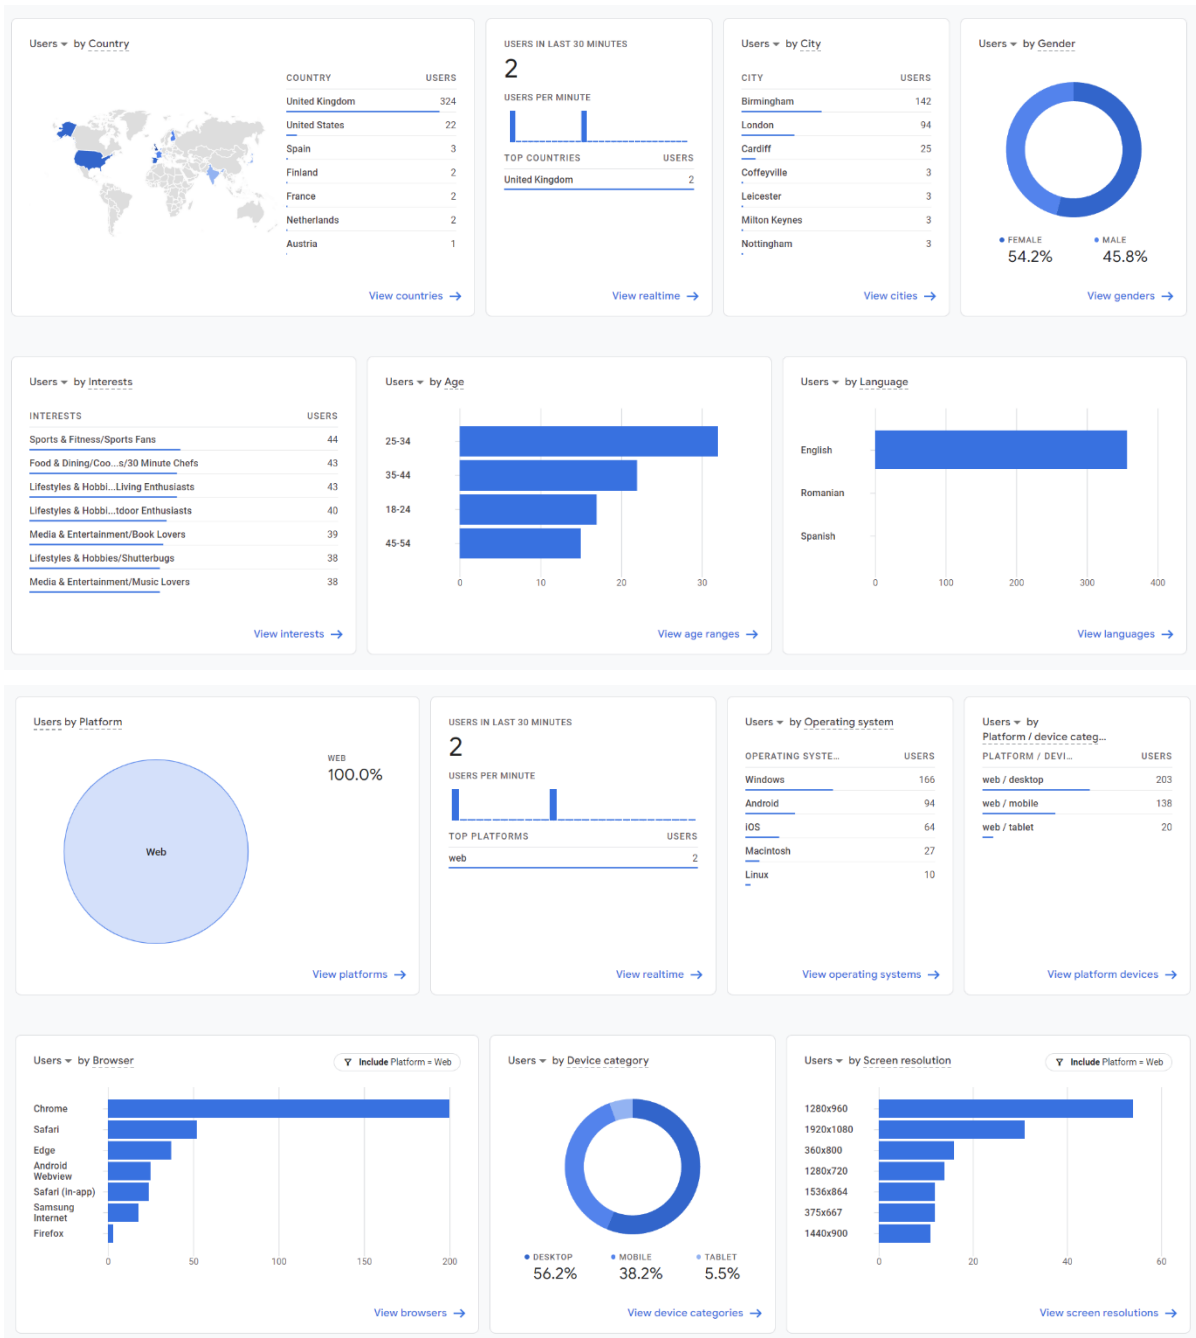 Users by Country
COUNTRY USERS
United Kingdom 324
United States 22
Spain 3
Finland 2
France 2
Netherlands 2
Austria 1
View countries
USERS IN LAST 30 MINUTES
2
USERS PER MINUTE
TOP COUNTRIES USERS
United Kingdom 2
View realtime
Users by City
CITY USERS
Birmingham 142
London 94
Cardiff 25
Coffeyville 3
Leicester 3
Milton Keynes 3
Nottingham 3
View cities
Users by Gender
FEMALE MALE
54.2% 45.8%
View genders
Users by Interests
INTERESTS USERS
Sports & Fitness/Sports Fans 44
Food & Dining/Coo...s/30 Minute Chefs 43
Lifestyles & Hobbi...Living Enthusiasts 43
Lifestyles & Hobbi...tdoor Enthusiasts 40
Media & Entertainment/Book Lovers 39
Lifestyles & Hobbies/Shutterbugs 38
Media & Entertainment/Music Lovers 38
View interests
Users by Age
25-34
35-44
18-24
45-54
0 10 20 30
View age ranges
Users by Language
English
Romanian
Spanish
0 100 200 300 400
View languages
Users by Platform
WEB
100.0%
Web
View platforms
USERS IN LAST 30 MINUTES
2
USERS PER MINUTE
TOP PLATFORMS USERS
web 2
View realtime
Users by Operating system
OPERATING SYSTE... USERS
Windows 166
Android 94
iOS 64
Macintosh 27
Linux 10
View operating systems
Users by
Platform / device categ...
PLATFORM / DEVI... USERS
web / desktop 203
web / mobile 138
web / tablet 20
View platform devices
Users by Browser
Include Platform = Web
Chrome
Safari
Edge
Android
Webview
Safari (in-app)
Samsung
Internet
Firefox
0 50 100 150 200
View browsers
Users by Device category
DESKTOP MOBILE TABLET
56.2% 38.2% 5.5%
View device categories
Users by Screen resolution
Include Platform = Web
1280x960
1920x1080
360x800
1280x720
1536x864
375x667
1440x900
0 20 40 60
View screen resolutions